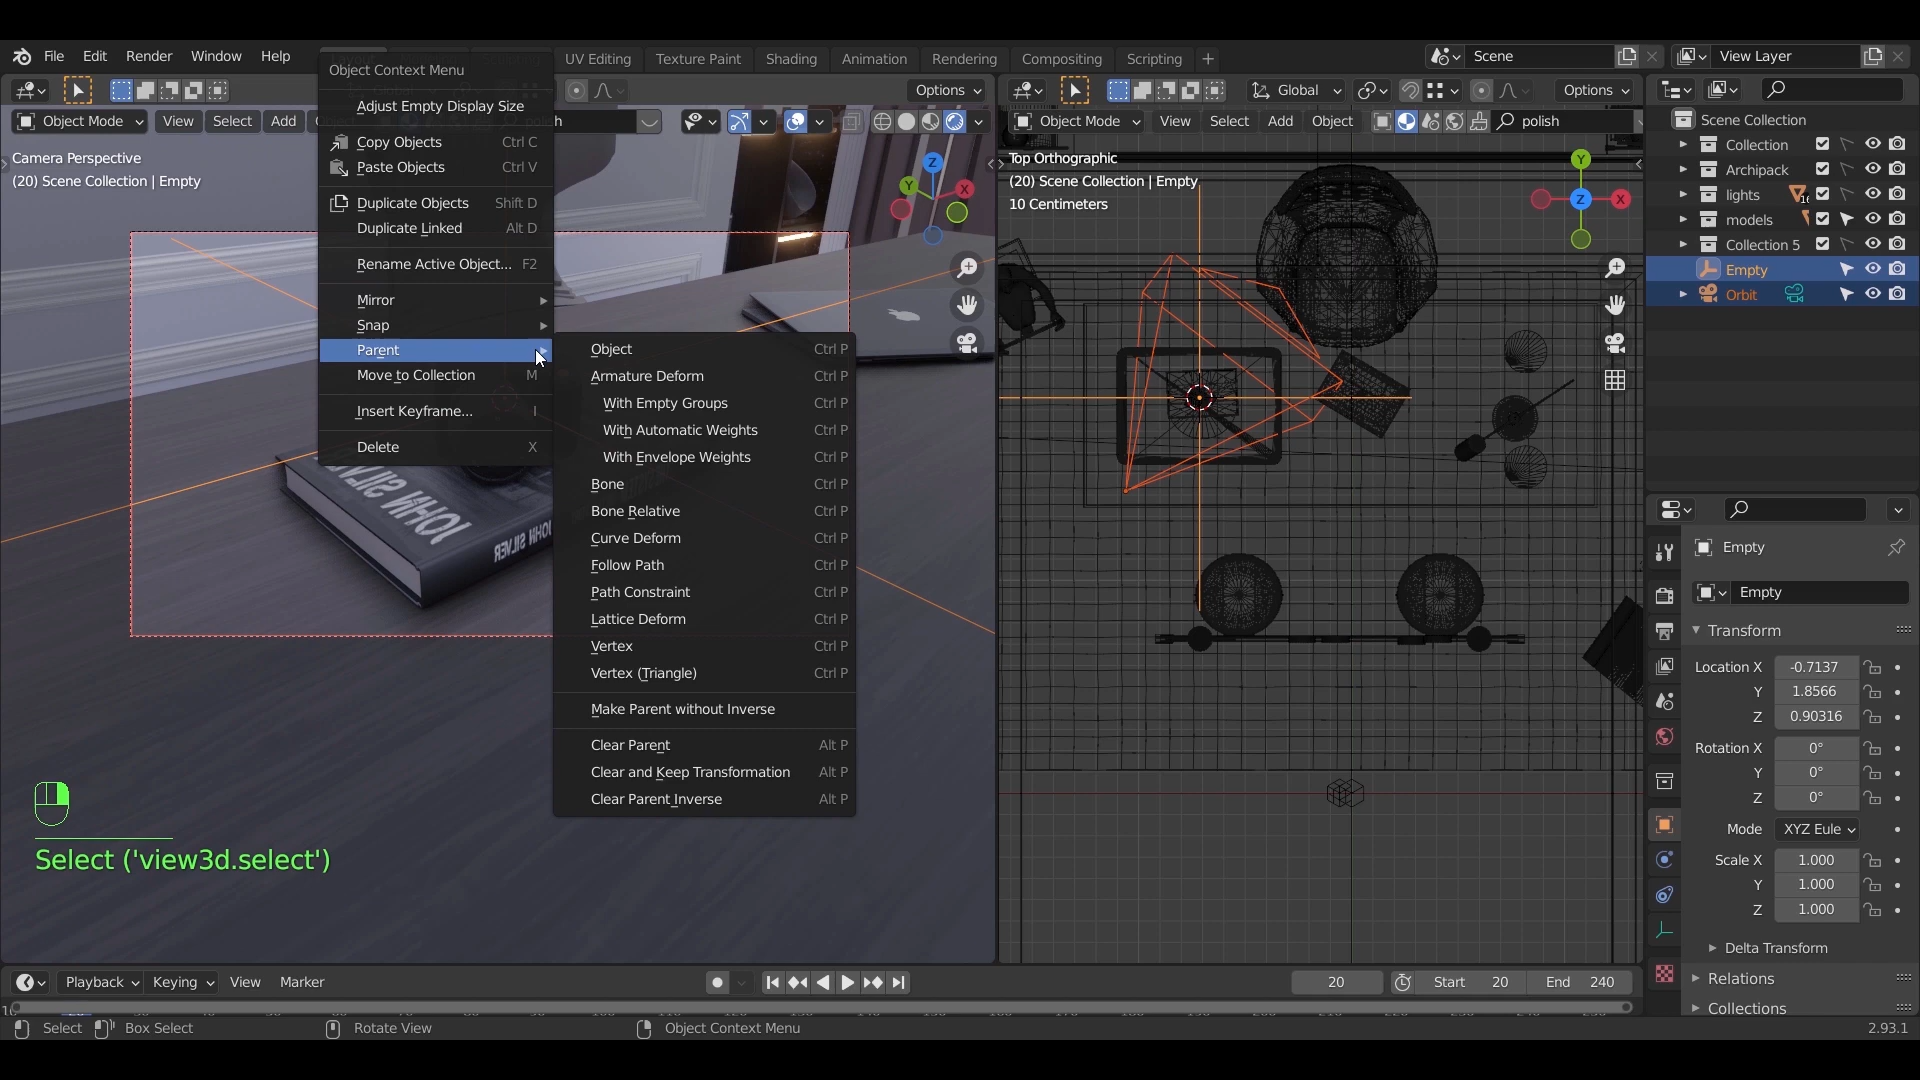 File Edit Render Window Help
UV Editing Texture Paint Shading Animation Rendering Compositing Scripting
Scene
View Layer
Options
Global
Options
Object Mode View Select Add
Object Mode View Select Add Object polish
Camera Perspective
(20) Scene Collection | Empty
Top Orthographic
(20) Scene Collection | Empty
10 Centimeters
Object Context Menu
Adjust Empty Display Size
Copy Objects Ctrl C
Paste Objects Ctrl V
Duplicate Objects Shift D
Duplicate Linked Alt D
Rename Active Object... F2
Mirror
Snap
Parent
Move to Collection M
Insert Keyframe... I
Delete X
Object Ctrl P
Armature Deform Ctrl P
With Empty Groups Ctrl P
With Automatic Weights Ctrl P
With Envelope Weights Ctrl P
Bone Ctrl P
Bone Relative Ctrl P
Curve Deform Ctrl P
Follow Path Ctrl P
Path Constraint Ctrl P
Lattice Deform Ctrl P
Vertex Ctrl P
Vertex (Triangle) Ctrl P
Make Parent without Inverse
Clear Parent Alt P
Clear and Keep Transformation Alt P
Clear Parent Inverse Alt P
Z
Y
X
Y
Z
X
JOHN SILVER
JOHN SILVER
Select ('view3d.select')
Scene Collection
Collection
Archipack
lights
models
Collection 5
Empty
Orbit
Empty
Empty
Transform
Location X -0.7137
Y 1.8566
Z 0.90316
Rotation X 0°
Y 0°
Z 0°
Mode XYZ Eule
Scale X 1.000
Y 1.000
Z 1.000
Delta Transform
Relations
Collections
Playback Keying View Marker
20 Start 20 End 240
Select Box Select Rotate View Object Context Menu 2.93.1